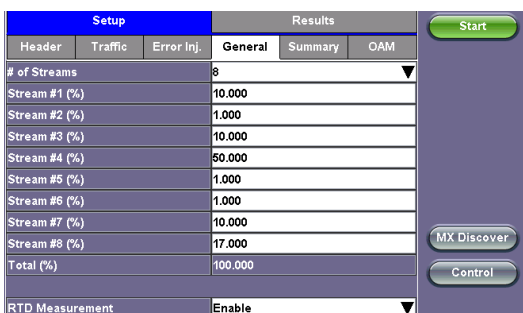 Setup Results
Header Traffic Error Inj. General Summary OAM
# of Streams 8
Stream #1 (%) 10.000
Stream #2 (%) 1.000
Stream #3 (%) 10.000
Stream #4 (%) 50.000
Stream #5 (%) 1.000
Stream #6 (%) 1.000
Stream #7 (%) 10.000
Stream #8 (%) 17.000
Total (%) 100.000
RTD Measurement Enable
Start
MX Discover
Control